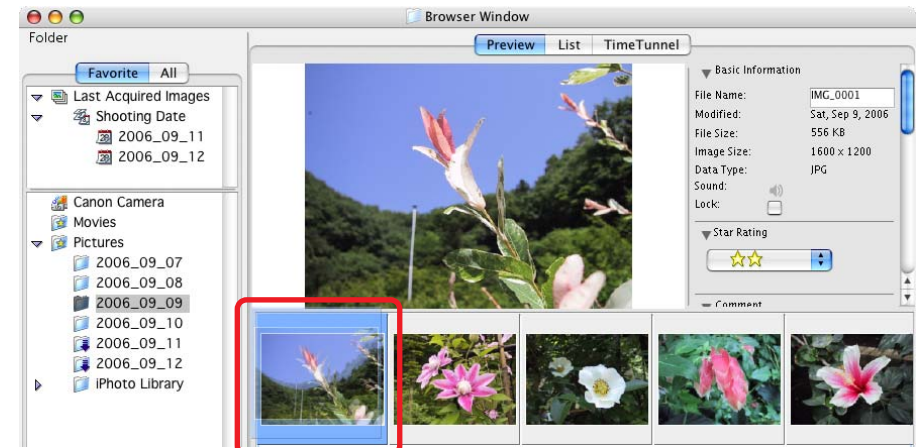 Browser Window
Folder
Favorite All
Last Acquired Images
Shooting Date
2006_09_11
2006_09_12
Canon Camera
Movies
Pictures
2006_09_07
2006_09_08
2006_09_09
2006_09_10
2006_09_11
2006_09_12
iPhoto Library
Preview List TimeTunnel
Basic Information
File Name: IMG_0001
Modified: Sat, Sep 9, 2006
File Size: 556 KB
Image Size: 1600 x 1200
Data Type: JPG
Sound:
Lock:
Star Rating
Comment